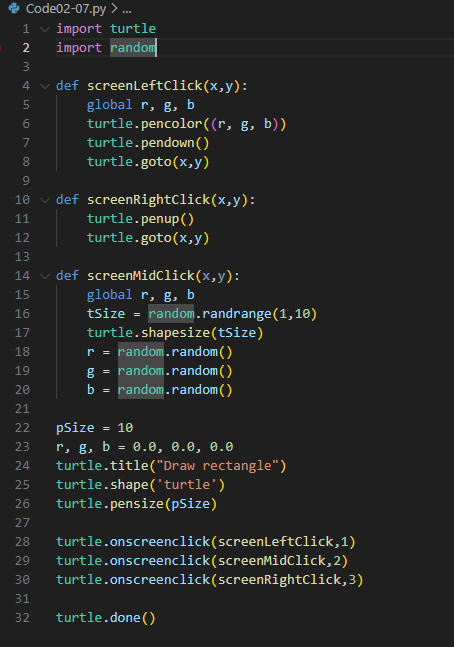 Code02-07.py > ...
1 import turtle
2 import random
3
4 def screenLeftClick(x,y):
5     global r, g, b
6     turtle.pencolor((r, g, b))
7     turtle.pendown()
8     turtle.goto(x,y)
9
10 def screenRightClick(x,y):
11     turtle.penup()
12     turtle.goto(x,y)
13
14 def screenMidClick(x,y):
15     global r, g, b
16     tSize = random.randrange(1,10)
17     turtle.shapesize(tSize)
18     r = random.random()
19     g = random.random()
20     b = random.random()
21
22 pSize = 10
23 r, g, b = 0.0, 0.0, 0.0
24 turtle.title("Draw rectangle")
25 turtle.shape('turtle')
26 turtle.pensize(pSize)
27
28 turtle.onscreenclick(screenLeftClick,1)
29 turtle.onscreenclick(screenMidClick,2)
30 turtle.onscreenclick(screenRightClick,3)
31
32 turtle.done()